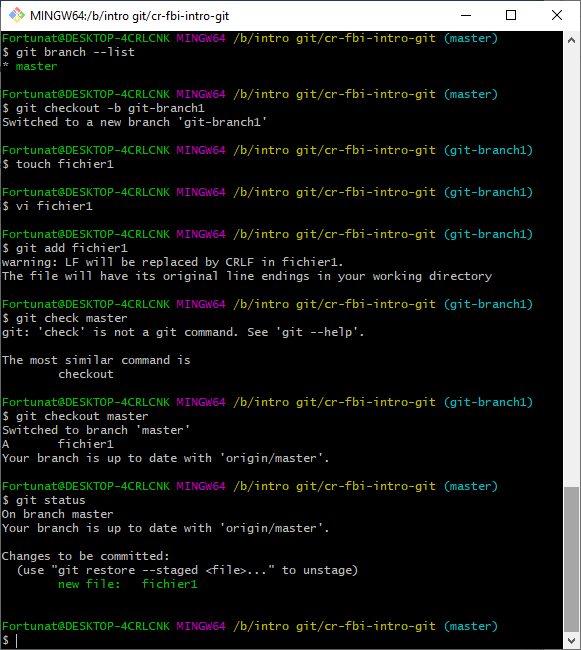 MINGW64:/b/intro git/cr-fbi-intro-git
Fortunat@DESKTOP-4CRLCNK MINGW64 /b/intro git/cr-fbi-intro-git (master)
$ git branch --list
* master
Fortunat@DESKTOP-4CRLCNK MINGW64 /b/intro git/cr-fbi-intro-git (master)
$ git checkout -b git-branch1
Switched to a new branch 'git-branch1'
Fortunat@DESKTOP-4CRLCNK MINGW64 /b/intro git/cr-fbi-intro-git (git-branch1)
$ touch fichier1
Fortunat@DESKTOP-4CRLCNK MINGW64 /b/intro git/cr-fbi-intro-git (git-branch1)
$ vi fichier1
Fortunat@DESKTOP-4CRLCNK MINGW64 /b/intro git/cr-fbi-intro-git (git-branch1)
$ git add fichier1
warning: LF will be replaced by CRLF in fichier1.
The file will have its original line endings in your working directory
Fortunat@DESKTOP-4CRLCNK MINGW64 /b/intro git/cr-fbi-intro-git (git-branch1)
$ git check master
git: 'check' is not a git command. See 'git --help'.
The most similar command is
checkout
Fortunat@DESKTOP-4CRLCNK MINGW64 /b/intro git/cr-fbi-intro-git (git-branch1)
$ git checkout master
Switched to branch 'master'
A       fichier1
Your branch is up to date with 'origin/master'.
Fortunat@DESKTOP-4CRLCNK MINGW64 /b/intro git/cr-fbi-intro-git (master)
$ git status
On branch master
Your branch is up to date with 'origin/master'.
Changes to be committed:
(use "git restore --staged <file>..." to unstage)
new file:   fichier1
Fortunat@DESKTOP-4CRLCNK MINGW64 /b/intro git/cr-fbi-intro-git (master)
$